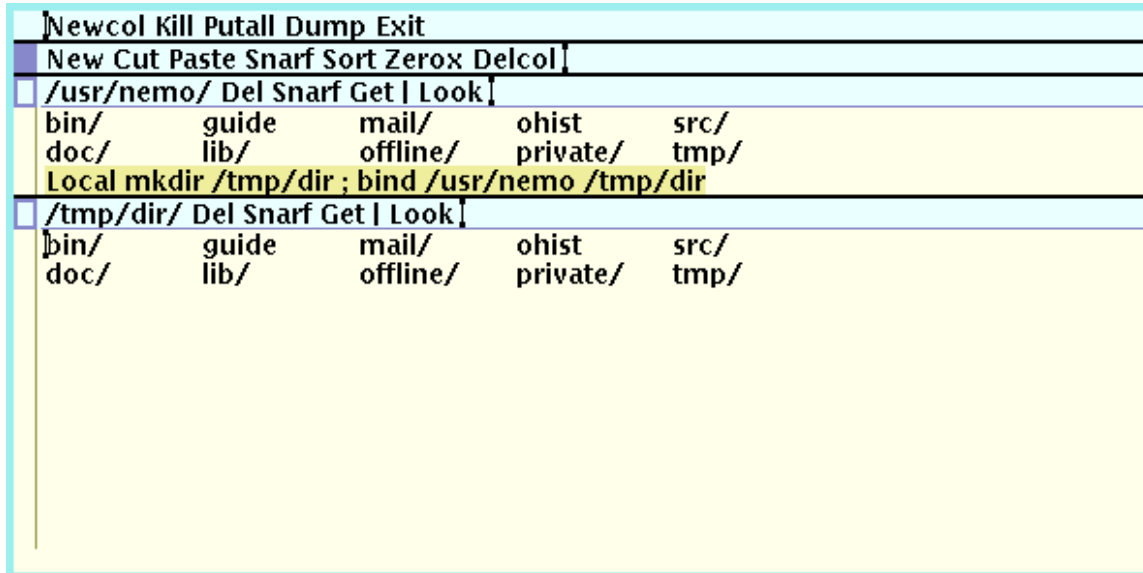 Newcol Kill Putall Dump Exit
New Cut Paste Snarf Sort Zerox Delcol
/usr/nemo/ Del Snarf Get | Look
bin/ guide mail/ ohist src/
doc/ lib/ offline/ private/ tmp/
Local mkdir /tmp/dir ; bind /usr/nemo /tmp/dir
/tmp/dir/ Del Snarf Get | Look
bin/ guide mail/ ohist src/
doc/ lib/ offline/ private/ tmp/